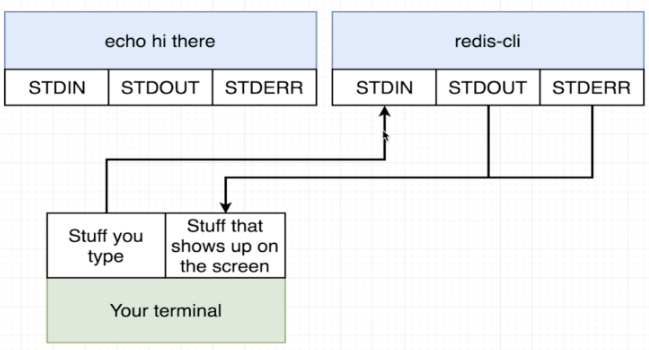 echo hi there
redis-cli
STDIN
STDOUT
STDERR
STDIN
STDOUT
STDERR
Stuff you
type
Stuff that
shows up on
the screen
Your terminal